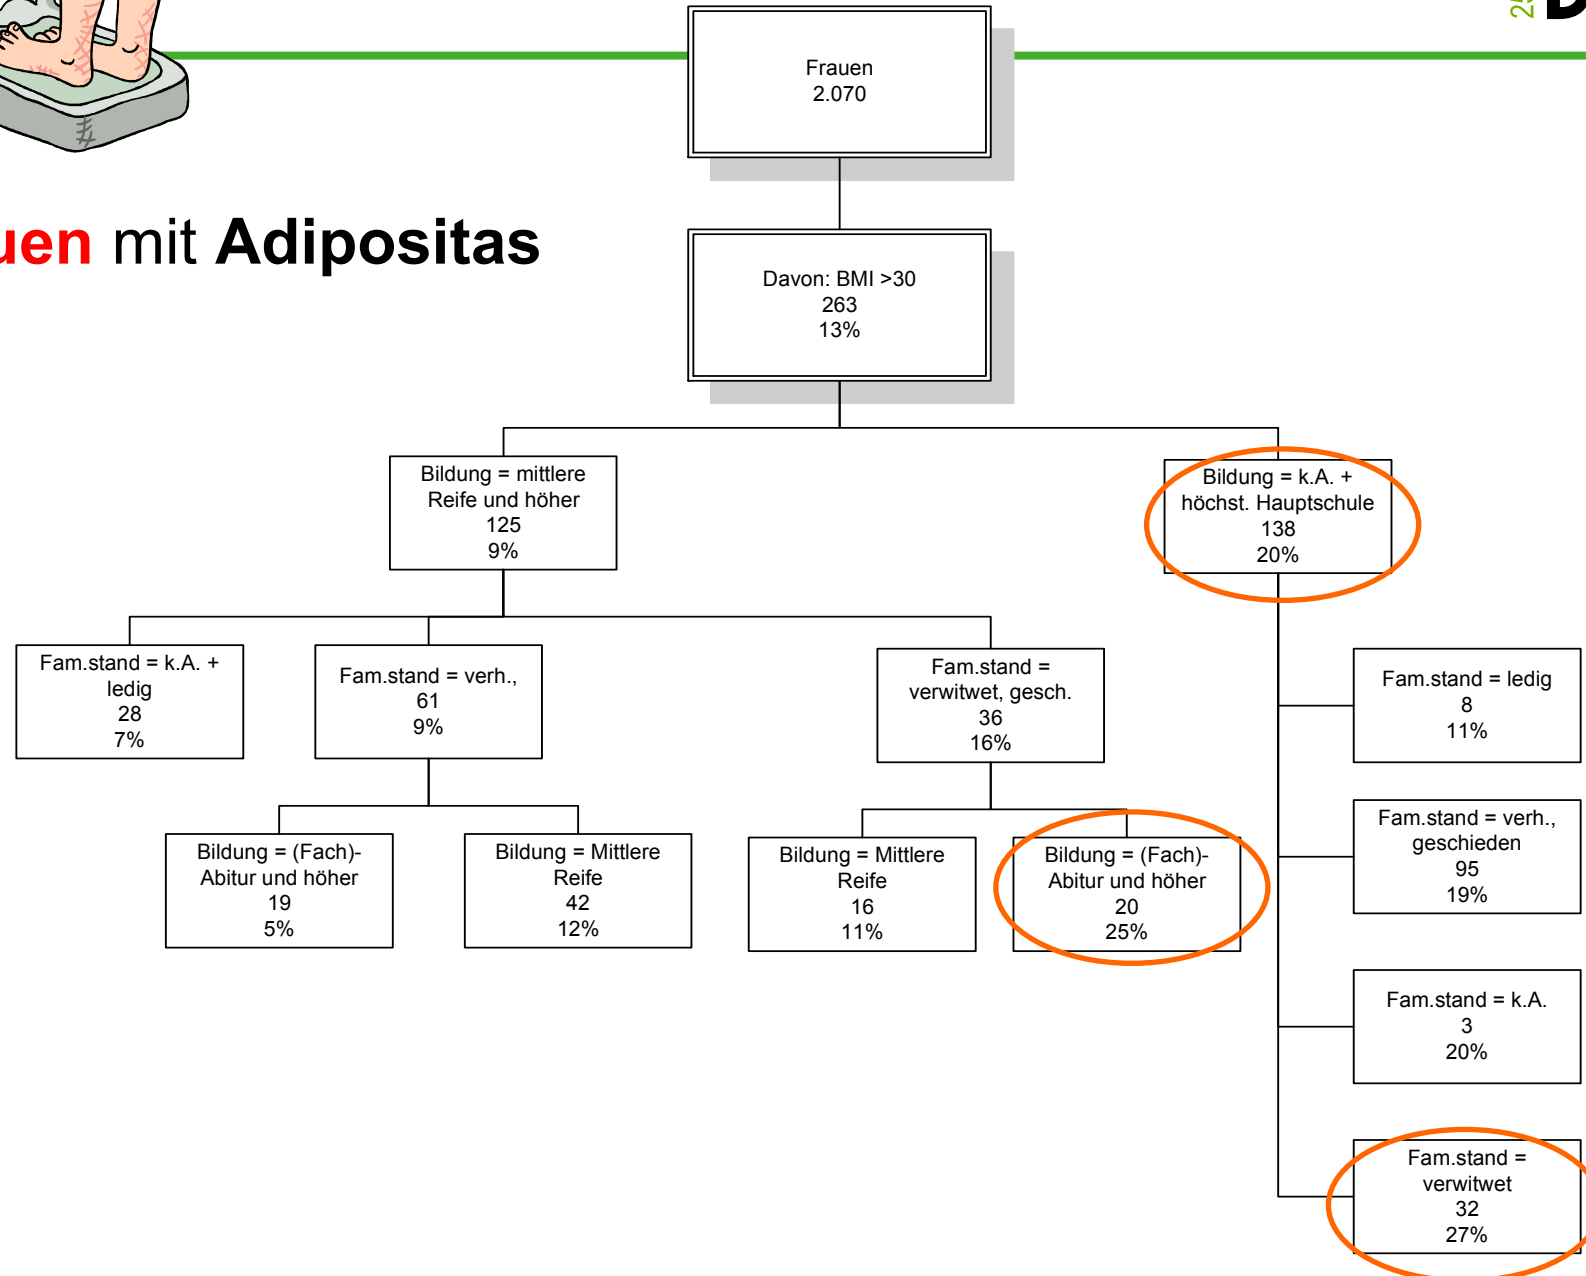 25
Frauen
2.070
uen mit Adipositas
Davon: BMI >30
263
13%
Bildung = mittlere
Reife und höher
125
9%
Bildung = k.A. +
höchst. Hauptschule
138
20%
Fam.stand = k.A. +
ledig
28
7%
Fam.stand = verh.,
61
9%
Fam.stand =
verwitwet, gesch.
36
16%
Fam.stand = ledig
8
11%
Bildung = (Fach)-
Abitur und höher
19
5%
Bildung = Mittlere
Reife
42
12%
Bildung = Mittlere
Reife
16
11%
Bildung = (Fach)-
Abitur und höher
20
25%
Fam.stand = verh.,
geschieden
95
19%
Fam.stand = k.A.
3
20%
Fam.stand =
verwitwet
32
27%